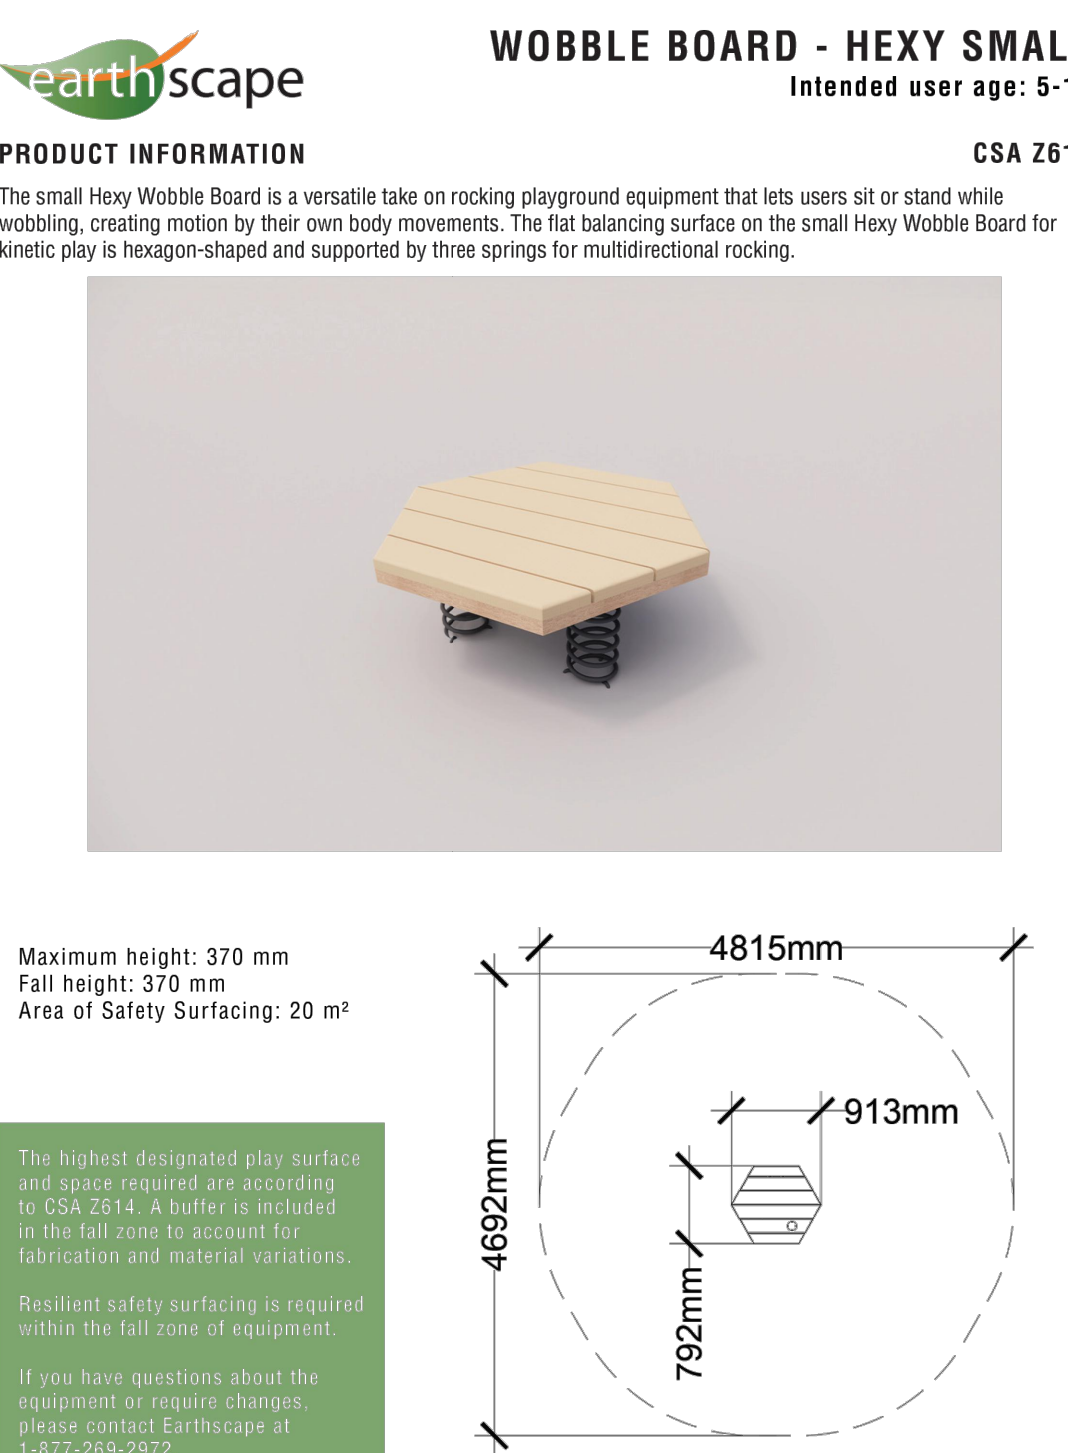 earthscape
WOBBLE BOARD - HEXY SMAL
Intended user age: 5-1
PRODUCT INFORMATION
CSA Z61
The small Hexy Wobble Board is a versatile take on rocking playground equipment that lets users sit or stand while
wobbling, creating motion by their own body movements. The flat balancing surface on the small Hexy Wobble Board for
kinetic play is hexagon-shaped and supported by three springs for multidirectional rocking.
Maximum height: 370 mm
Fall height: 370 mm
Area of Safety Surfacing: 20 m²
4815mm
913mm
4692mm
792mm
The highest designated play surface
and space required are according
to CSA Z614. A buffer is included
in the fall zone to account for
fabrication and material variations.
Resilient safety surfacing is required
within the fall zone of equipment.
If you have questions about the
equipment or require changes,
please contact Earthscape at
1-877-269-2972